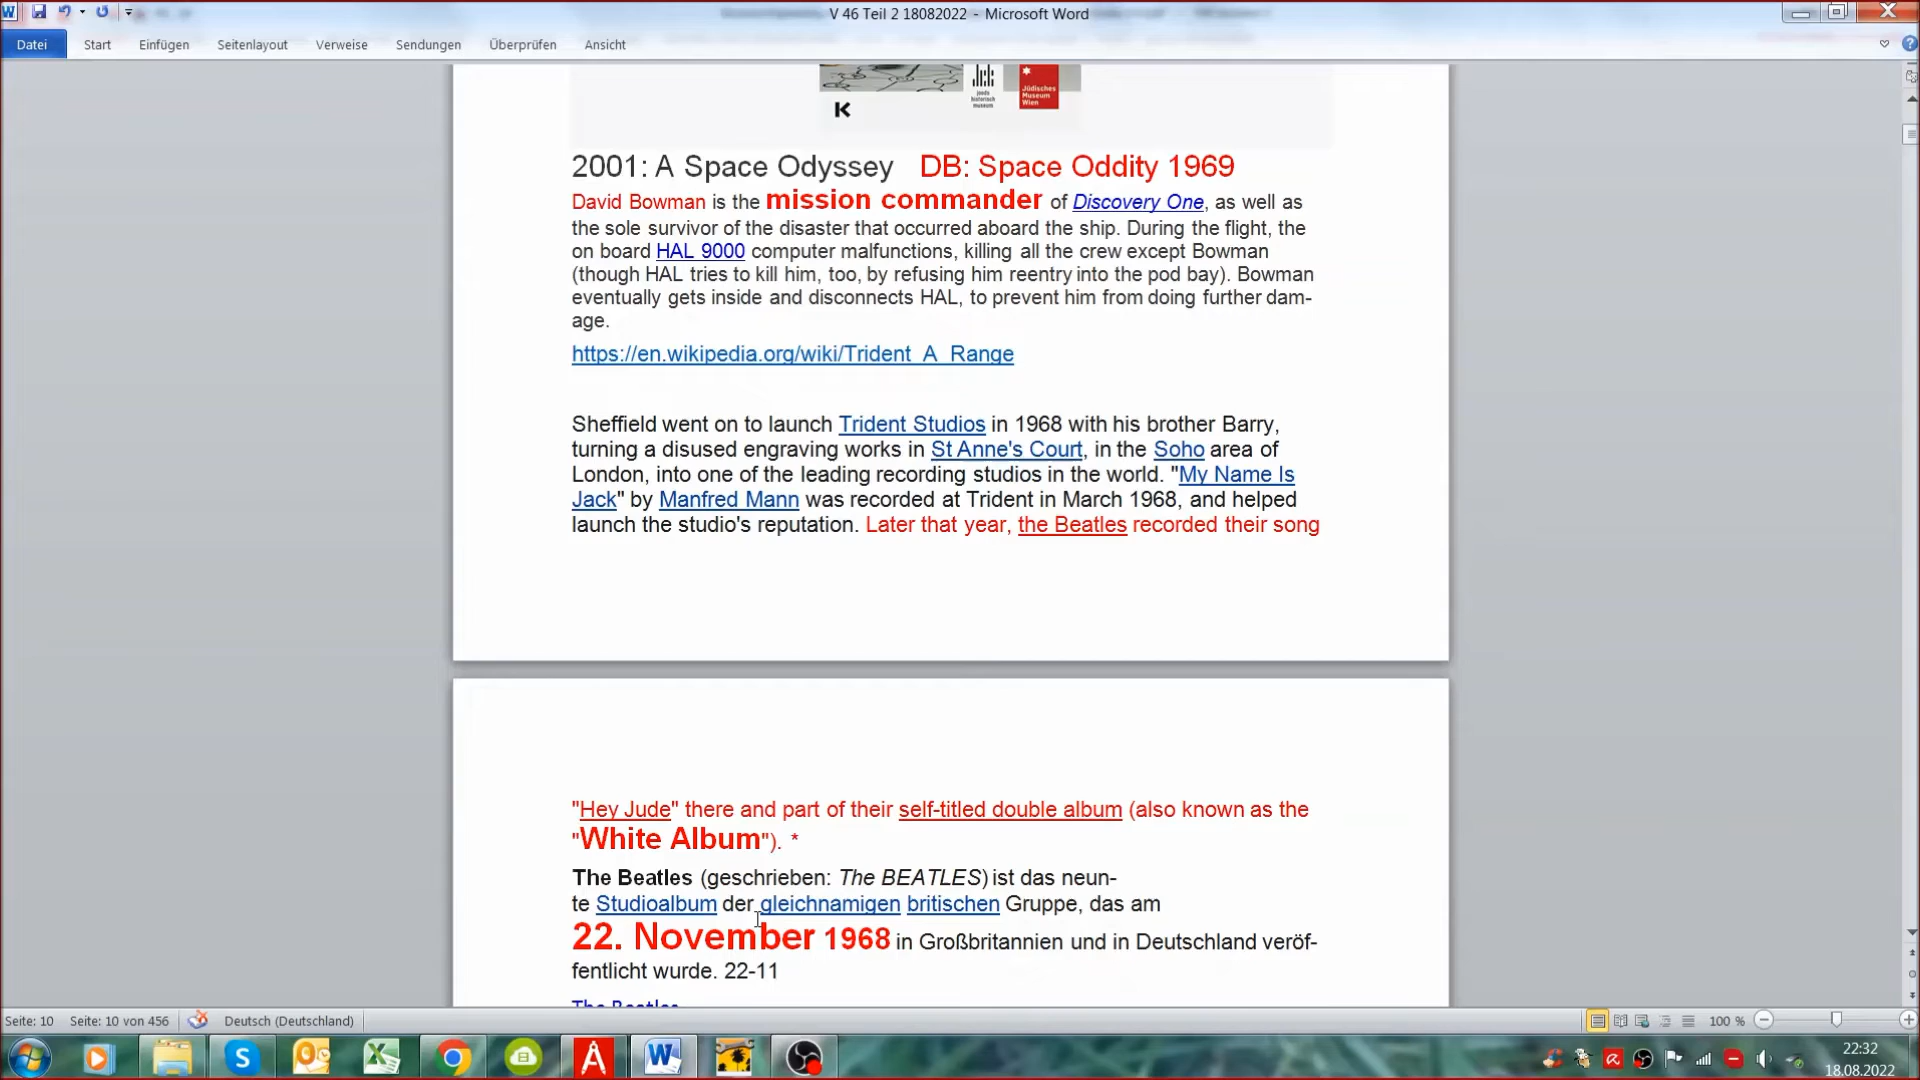 V 46 Teil 2 18082022 - Microsoft Word
Datei Start Einfügen Seitenlayout Verweise Sendungen Überprüfen Ansicht
K
joods historisch museum
Jüdisches Museum Wien
2001: A Space Odyssey DB: Space Oddity 1969
David Bowman is the mission commander of Discovery One, as well as
the sole survivor of the disaster that occurred aboard the ship. During the flight, the
on board HAL 9000 computer malfunctions, killing all the crew except Bowman
(though HAL tries to kill him, too, by refusing him reentry into the pod bay). Bowman
eventually gets inside and disconnects HAL, to prevent him from doing further dam-
age.
https://en.wikipedia.org/wiki/Trident_A_Range
Sheffield went on to launch Trident Studios in 1968 with his brother Barry,
turning a disused engraving works in St Anne's Court, in the Soho area of
London, into one of the leading recording studios in the world. "My Name Is
Jack" by Manfred Mann was recorded at Trident in March 1968, and helped
launch the studio's reputation. Later that year, the Beatles recorded their song
"Hey Jude" there and part of their self-titled double album (also known as the
"White Album"). *
The Beatles (geschrieben: The BEATLES) ist das neun-
te Studioalbum der gleichnamigen britischen Gruppe, das am
22. November 1968 in Großbritannien und in Deutschland veröf-
fentlicht wurde. 22-11
The Beatles
Seite: 10 Seite: 10 von 456 Deutsch (Deutschland) 100 %
22:32
18.08.2022